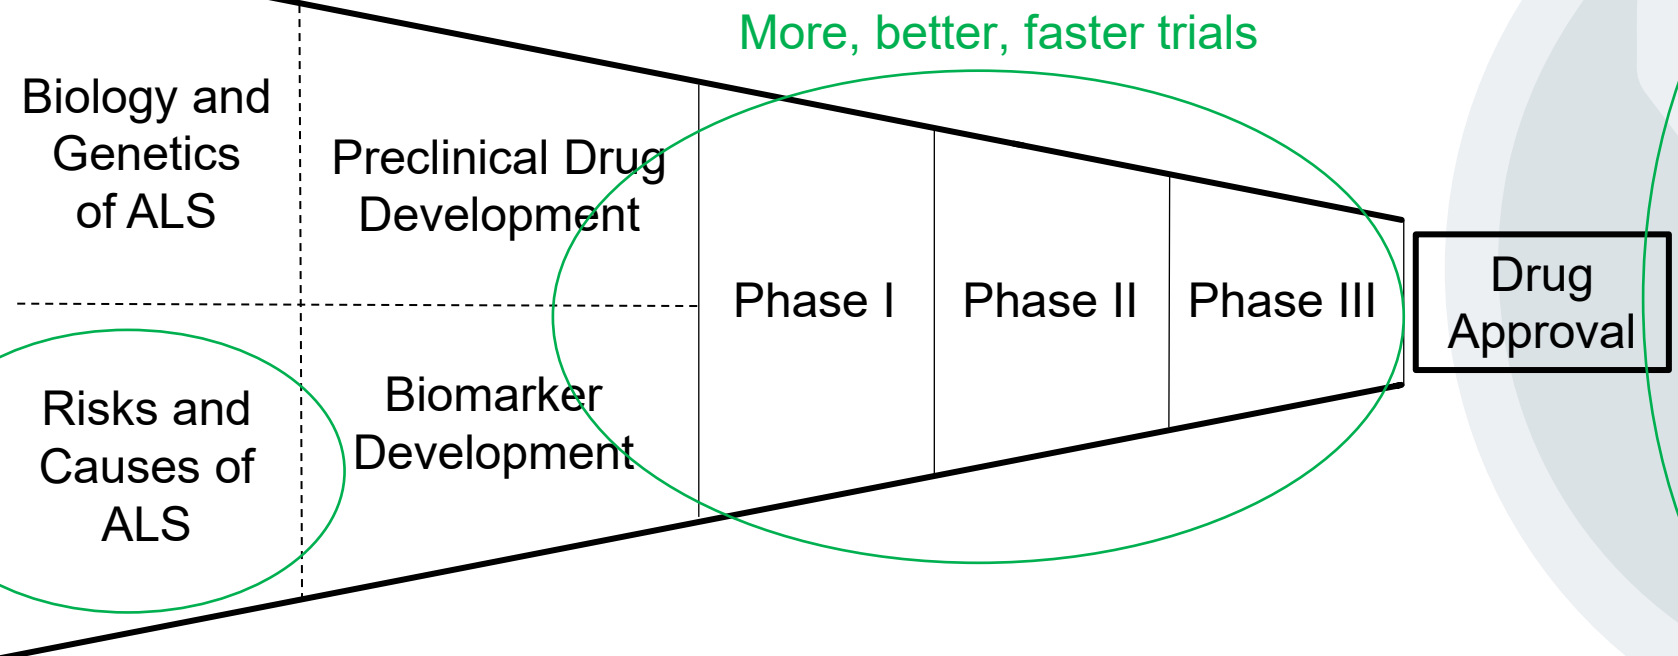 More, better, faster trials
Biology and
Genetics
of ALS
Preclinical Drug
Development
Risks and
Causes of
ALS
Biomarker
Development
Phase I
Phase II
Phase III
Drug
Approval